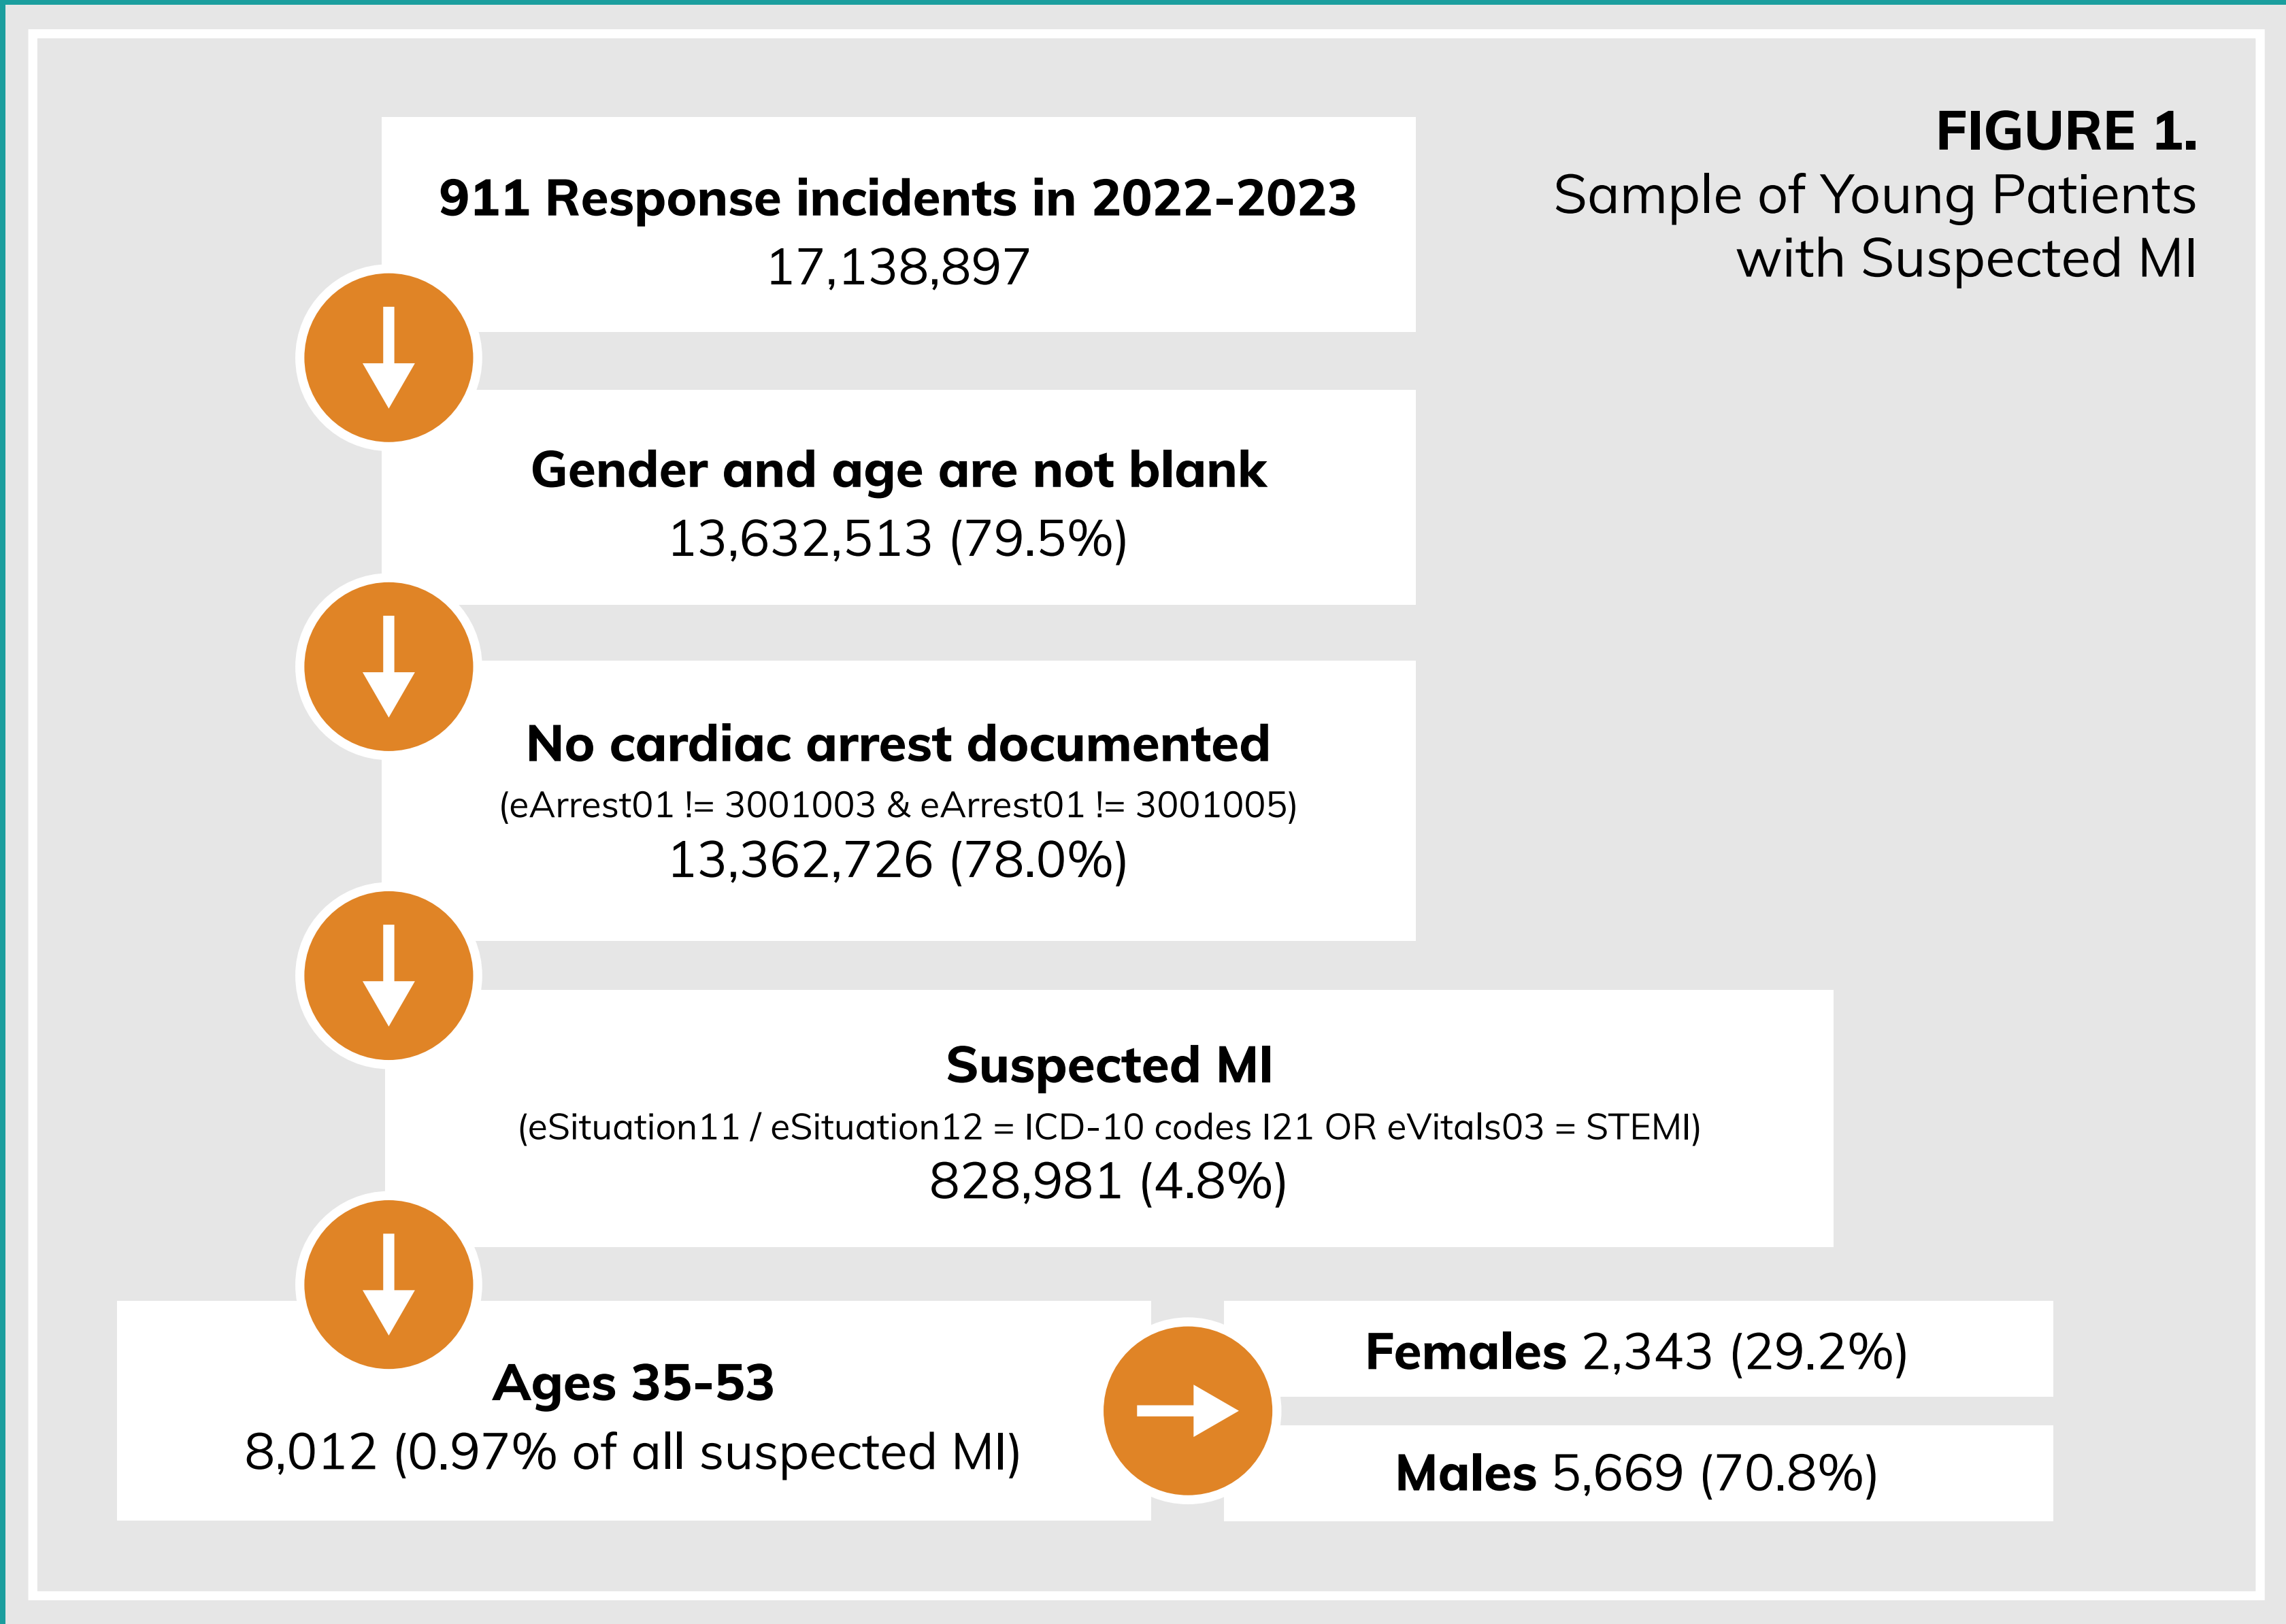 FIGURE 1.
Sample of Young Patients
with Suspected MI
911 Response incidents in 2022-2023
17,138,897
Gender and age are not blank
13,632,513 (79.5%)
No cardiac arrest documented
(eArrest01 != 3001003 & eArrest01 != 3001005)
13,362,726 (78.0%)
Suspected MI
(eSituation11 / eSituation12 = ICD-10 codes I21 OR eVitals03 = STEMI)
828,981 (4.8%)
Ages 35-53
8,012 (0.97% of all suspected MI)
Females 2,343 (29.2%)
Males 5,669 (70.8%)